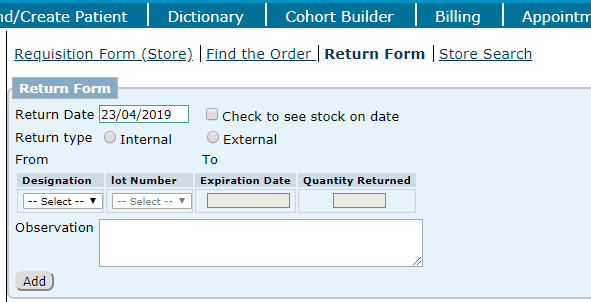 nd/Create Patient Dictionary Cohort Builder Billing Appointm
Requisition Form (Store) Find the Order Return Form Store Search
Return Form
Return Date 23/04/2019 Check to see stock on date
Return type Internal External
From To
Designation lot Number Expiration Date Quantity Returned
-- Select -- -- Select --
Observation
Add